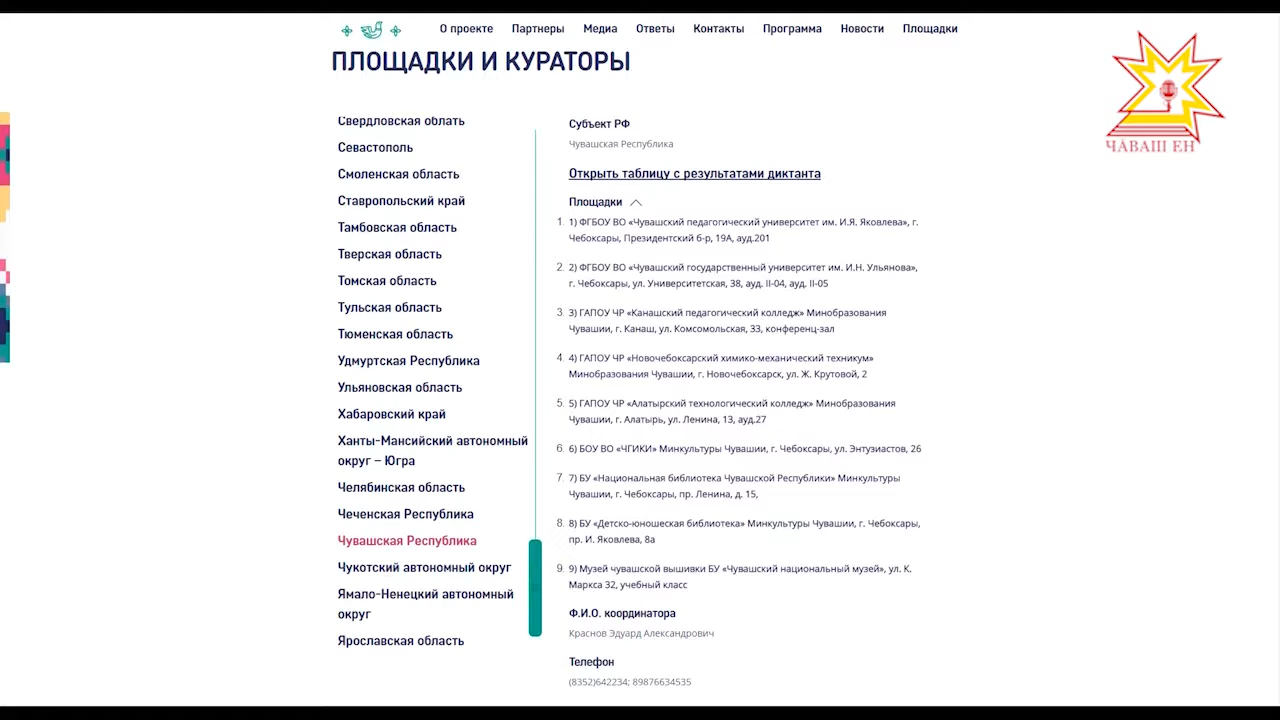 О проекте Партнеры Медиа Ответы Контакты Программа Новости Площадки
ПЛОЩАДКИ И КУРАТОРЫ
ЧӐВАШ ЕН
Свердловская облать
Севастополь
Смоленская область
Ставропольский край
Тамбовская область
Тверская область
Томская область
Тульская область
Тюменская область
Удмуртская Республика
Ульяновская область
Хабаровский край
Ханты-Мансийский автономный
округ – Югра
Челябинская область
Чеченская Республика
Чувашская Республика
Чукотский автономный округ
Ямало-Ненецкий автономный
округ
Ярославская область
Субъект РФ
Чувашская Республика
Открыть таблицу с результатами диктанта
Площадки
1. 1) ФГБОУ ВО «Чувашский педагогический университет им. И.Я. Яковлева», г.
Чебоксары, Президентский б-р, 19А, ауд.201
2. 2) ФГБОУ ВО «Чувашский государственный университет им. И.Н. Ульянова»,
г. Чебоксары, ул. Университетская, 38, ауд. II-04, ауд. II-05
3. 3) ГАПОУ ЧР «Канашский педагогический колледж» Минобразования
Чувашии, г. Канаш, ул. Комсомольская, 33, конференц-зал
4. 4) ГАПОУ ЧР «Новочебоксарский химико-механический техникум»
Минобразования Чувашии, г. Новочебоксарск, ул. Ж. Крутовой, 2
5. 5) ГАПОУ ЧР «Алатырский технологический колледж» Минобразования
Чувашии, г. Алатырь, ул. Ленина, 13, ауд.27
6. 6) БОУ ВО «ЧГИКИ» Минкультуры Чувашии, г. Чебоксары, ул. Энтузиастов, 26
7. 7) БУ «Национальная библиотека Чувашской Республики» Минкультуры
Чувашии, г. Чебоксары, пр. Ленина, д. 15,
8. 8) БУ «Детско-юношеская библиотека» Минкультуры Чувашии, г. Чебоксары,
пр. И. Яковлева, 8а
9. 9) Музей чувашской вышивки БУ «Чувашский национальный музей», ул. К.
Маркса 32, учебный класс
Ф.И.О. координатора
Краснов Эдуард Александрович
Телефон
(8352)642234; 89876634535